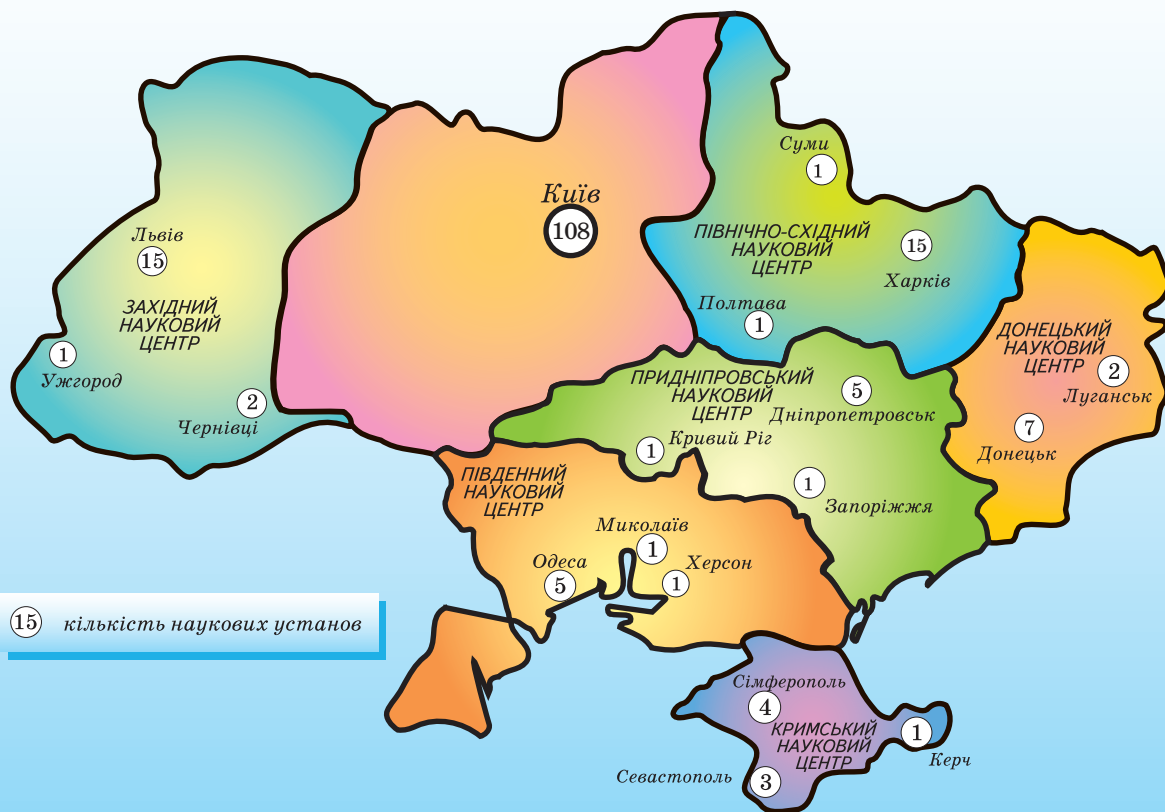 Суми
1
Київ
108
Львів
15
ПІВНІЧНО-СХІДНИЙ
НАУКОВИЙ
ЦЕНТР
15
Харків
ЗАХІДНИЙ
НАУКОВИЙ
ЦЕНТР
Полтава
1
1
Ужгород
2
Чернівці
ДОНЕЦЬКИЙ
НАУКОВИЙ
ЦЕНТР
2
Луганськ
7
Донецьк
ПРИДНІПРОВСЬКИЙ
НАУКОВИЙ
ЦЕНТР
5
Дніпропетровськ
Кривий Ріг
1
1
Запоріжжя
ПІВДЕННИЙ
НАУКОВИЙ
ЦЕНТР
Миколаїв
1
Одеса
5
Херсон
1
15 кількість наукових установ
Сімферополь
4
КРИМСЬКИЙ
НАУКОВИЙ
ЦЕНТР
1
Керч
Севастополь
3